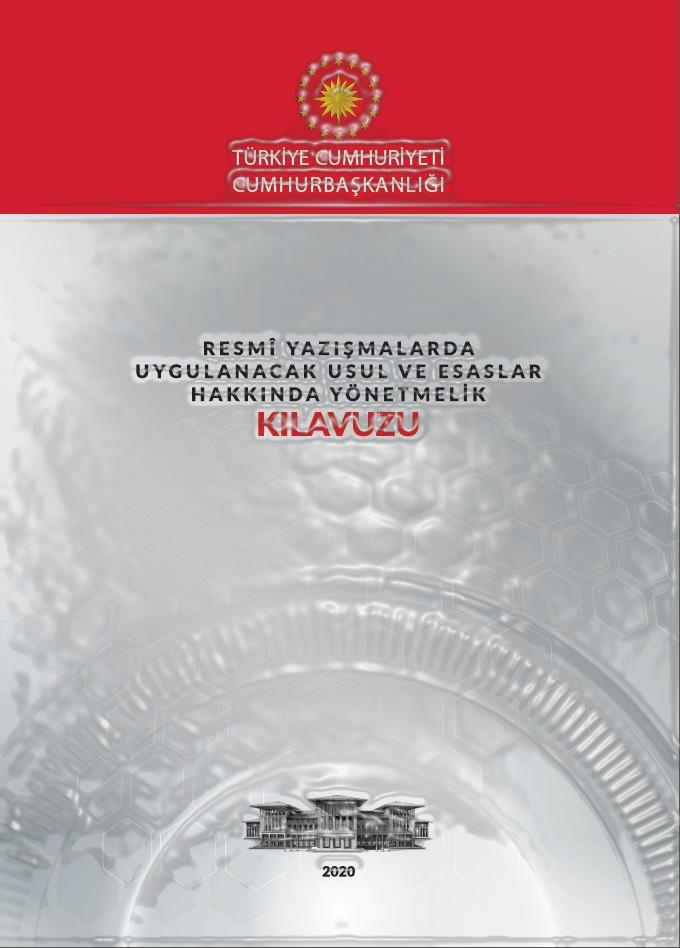 TÜRKİYE CUMHURİYETİ
CUMHURBAŞKANLIĞI
RESMÎ YAZIŞMALARDA
UYGULANACAK USUL VE ESASLAR
HAKKINDA YÖNETMELİK
KILAVUZU
2020